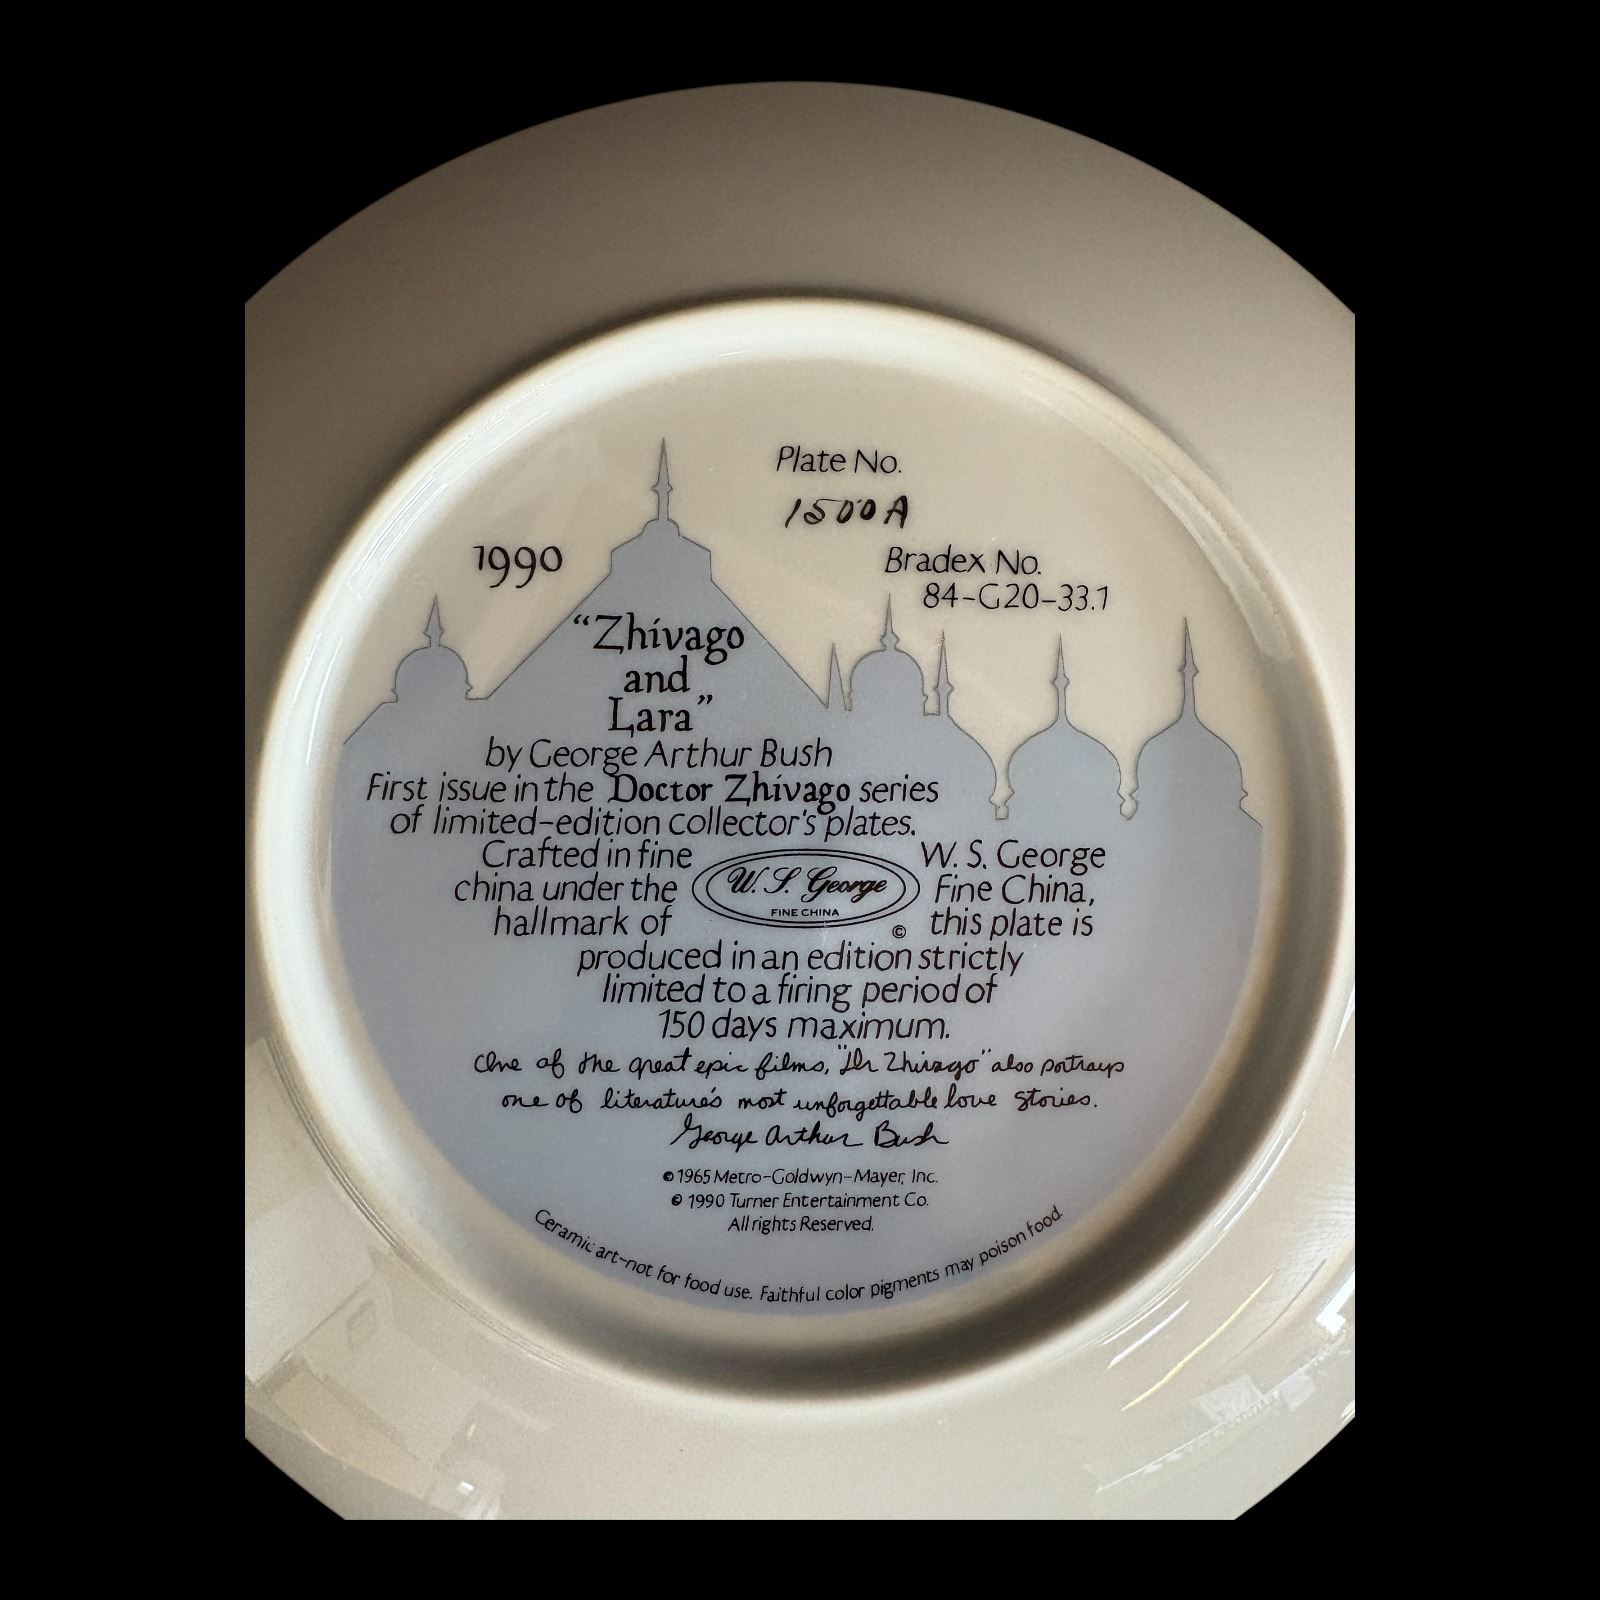 Plate No.
1500A
1990
Bradex No.
84-G20-33.1
“Zhivago
and
Lara”
by George Arthur Bush
First issue in the Doctor Zhivago series
of limited-edition collector's plates.
Crafted in fine
china under the
hallmark of
W. S. George
FINE CHINA
©
W. S. George
Fine China,
this plate is
produced in an edition strictly
limited to a firing period of
150 days maximum.
One of the great epic films, "Dr Zhivago" also portrays
one of literature's most unforgettable love stories.
George Arthur Bush
© 1965 Metro-Goldwyn-Mayer, Inc.
© 1990 Turner Entertainment Co.
All rights Reserved.
Ceramic art-not for food use. Faithful color pigments may poison food.